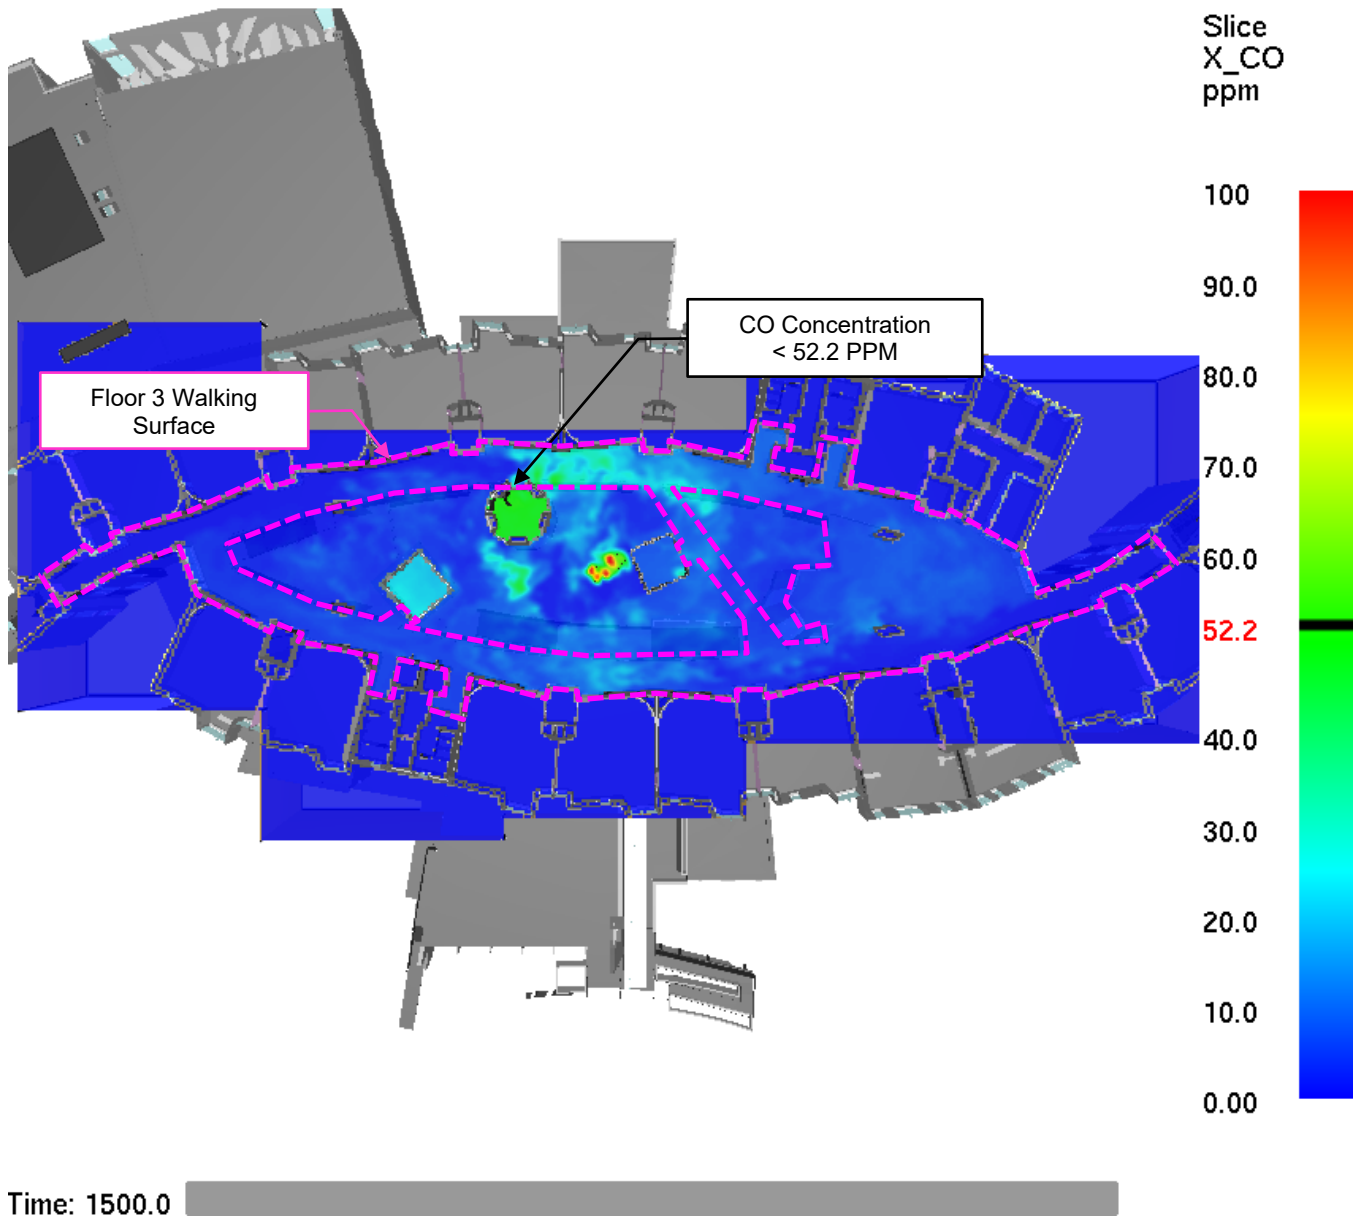 Slice
X_CO
ppm
100
90.0
80.0
70.0
60.0
52.2
40.0
30.0
20.0
10.0
0.00
CO Concentration
< 52.2 PPM
Floor 3 Walking
Surface
Time: 1500.0